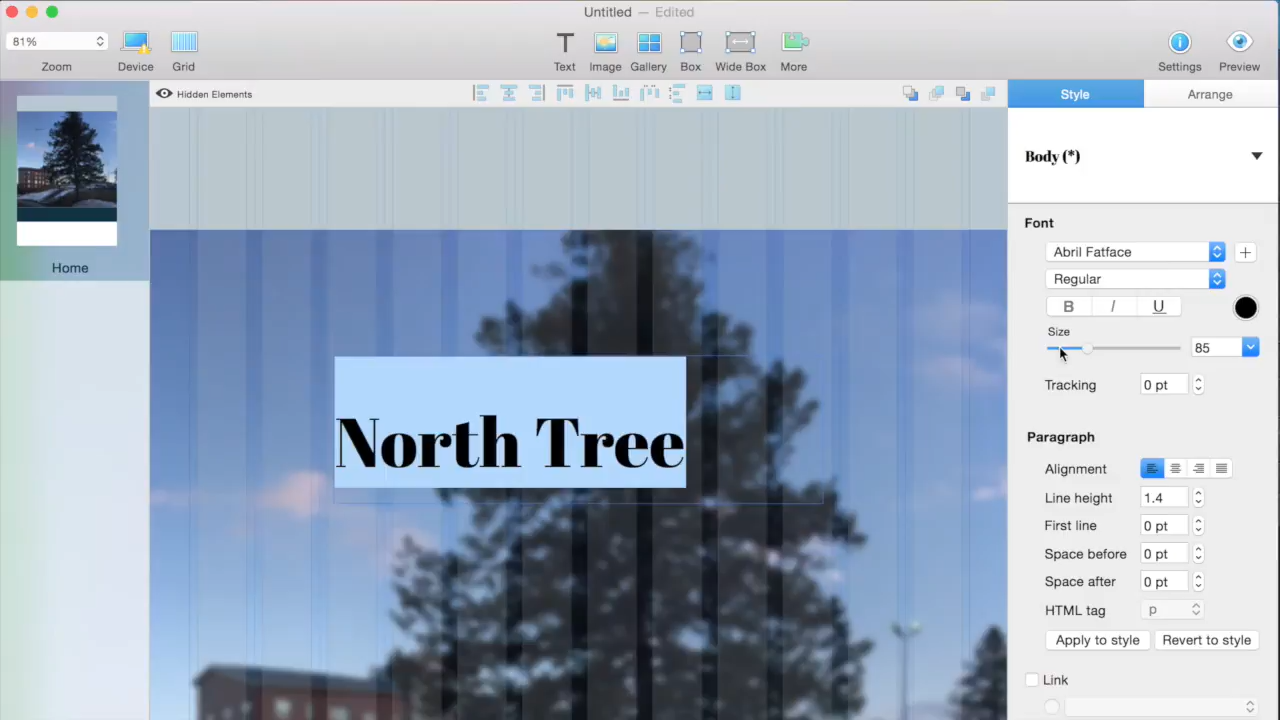 Untitled — Edited
81%
Zoom
Device
Grid
Text
Image
Gallery
Box
Wide Box
More
Settings
Preview
Hidden Elements
Style
Arrange
Home
North Tree
Body (*)
Font
Abril Fatface
Regular
B I U
Size
85
Tracking 0 pt
Paragraph
Alignment
Line height 1.4
First line 0 pt
Space before 0 pt
Space after 0 pt
HTML tag p
Apply to style Revert to style
Link